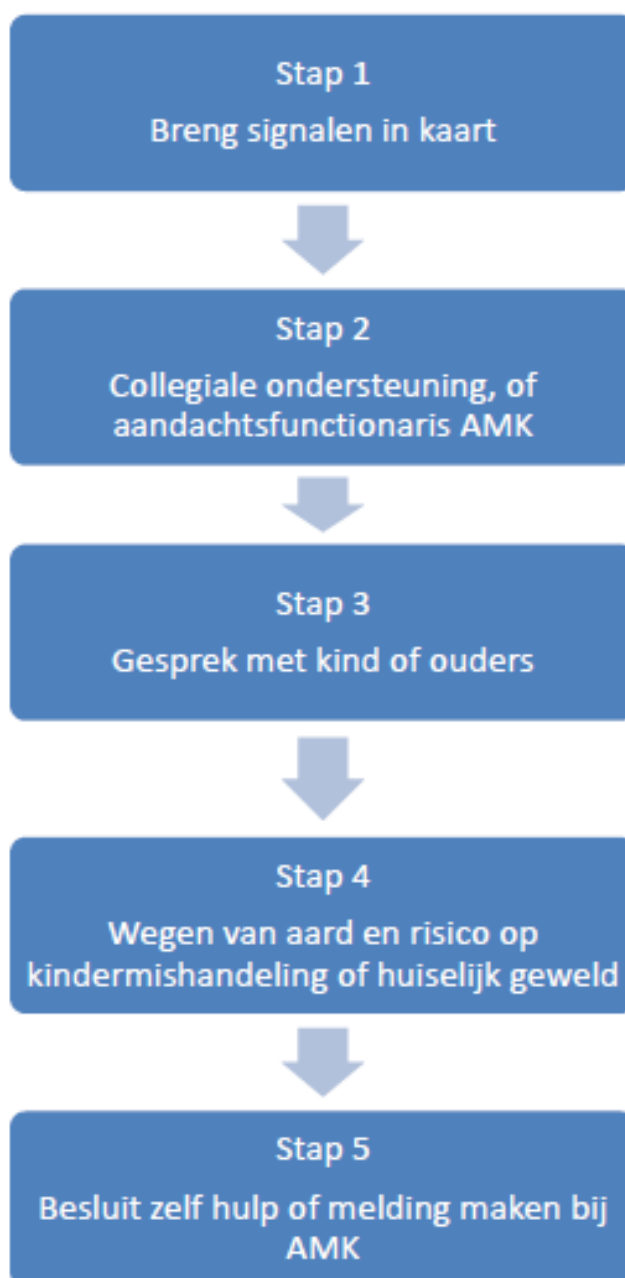 Stap 1
Breng signalen in kaart
Stap 2
Collegiale ondersteuning, of
aandachtsfunctionaris AMK
Stap 3
Gesprek met kind of ouders
Stap 4
Wegen van aard en risico op
kindermishandeling of huiselijk geweld
Stap 5
Besluit zelf hulp of melding maken bij
AMK